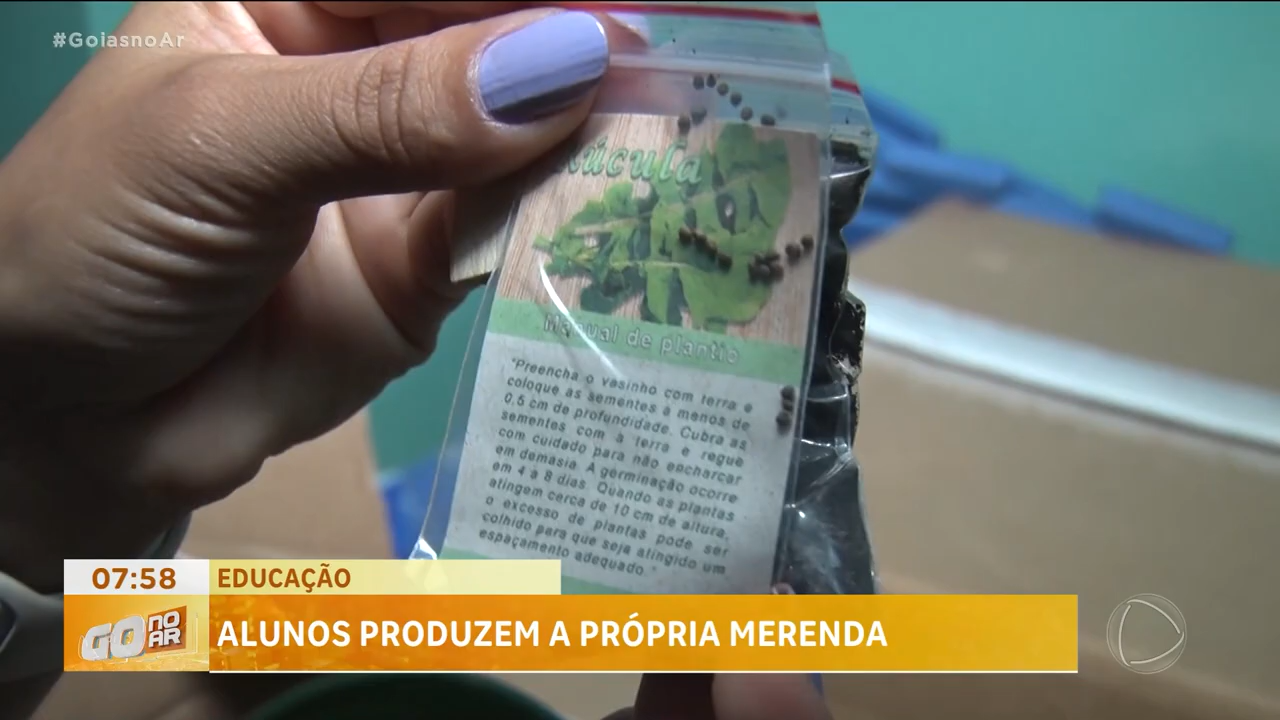 #GoiasnoAr
Rúcula
Manual de plantio
"Preencha o vasinho com terra e
coloque as sementes à menos de
0,5 cm de profundidade. Cubra as
sementes com a terra e regue
com cuidado para não encharcar
em demasia. A germinação ocorre
em 4 a 8 dias. Quando as plantas
atingem cerca de 10 cm de altura,
o excesso de plantas pode ser
colhido para que seja atingido um
espaçamento adequado."
07:58
EDUCAÇÃO
GO NO AR
ALUNOS PRODUZEM A PRÓPRIA MERENDA